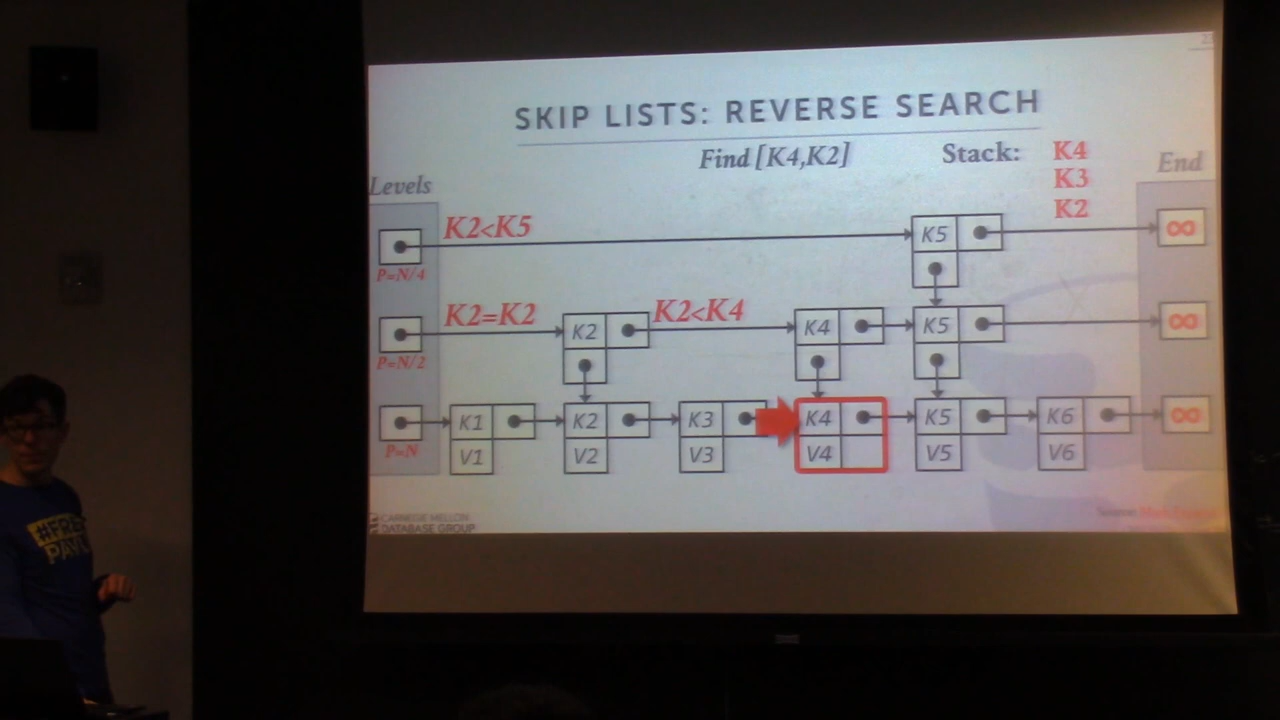 SKIP LISTS: REVERSE SEARCH
Find [K4,K2]
Stack: K4
K3
K2
Levels
End
K2<K5
K5
∞
P=N/4
K2=K2
K2<K4
K2
K4
K5
∞
P=N/2
K1
K2
K3
K4
K5
K6
∞
P=N
V1
V2
V3
V4
V5
V6
CARNEGIE MELLON
DATABASE GROUP
Source:
#FREE